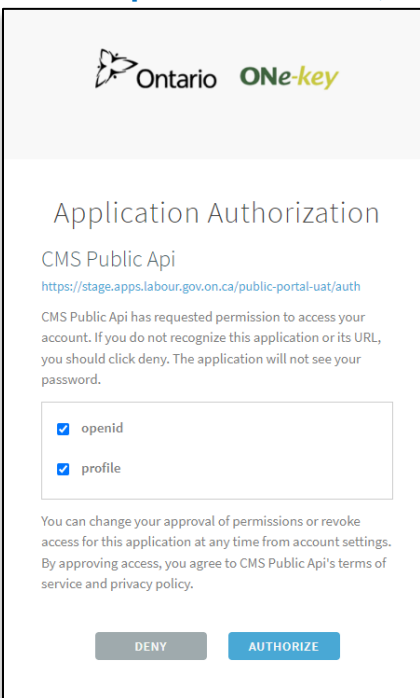 Ontario ONe-key
Application Authorization
CMS Public Api
https://stage.apps.labour.gov.on.ca/public-portal-uat/auth
CMS Public Api has requested permission to access your
account. If you do not recognize this application or its URL,
you should click deny. The application will not see your
password.
openid
profile
You can change your approval of permissions or revoke
access for this application at any time from account settings.
By approving access, you agree to CMS Public Api's terms of
service and privacy policy.
DENY AUTHORIZE